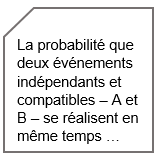 La probabilité que
deux événements
indépendants et
compatibles – A et
B – se réalisent en
même temps …